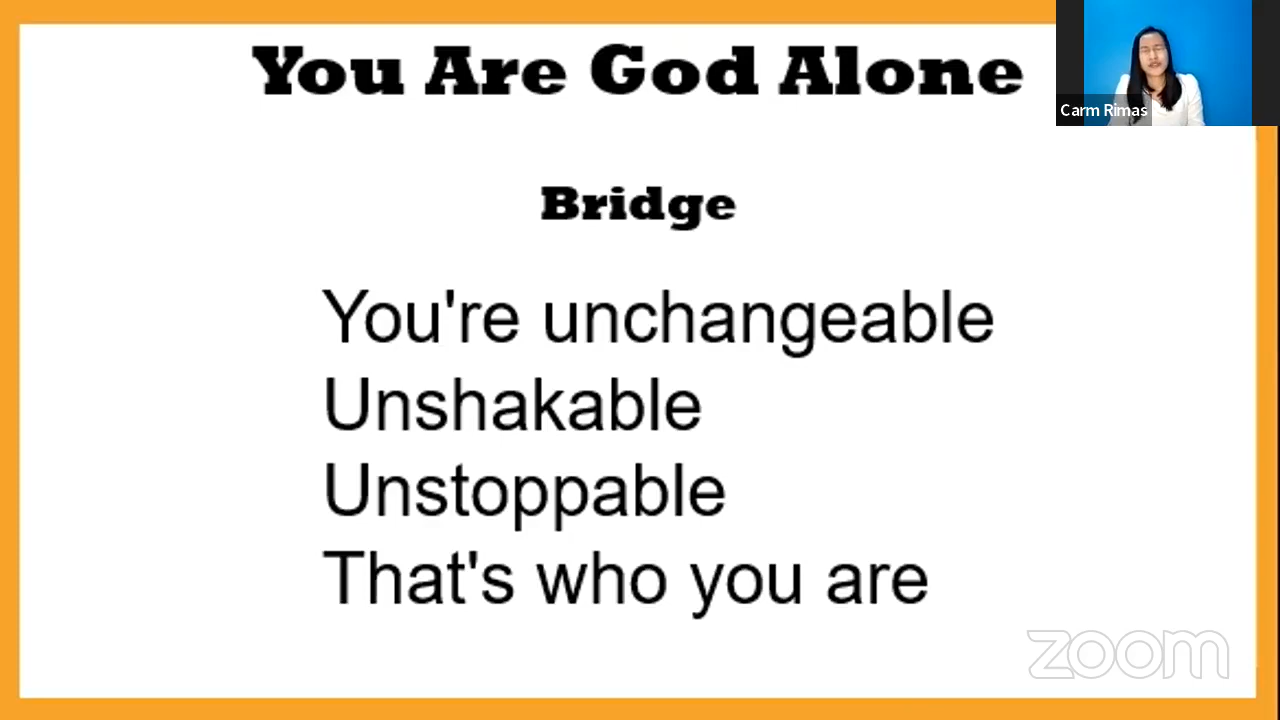 You Are God Alone
Carm Rimas
Bridge
You're unchangeable
Unshakable
Unstoppable
That's who you are
zoom